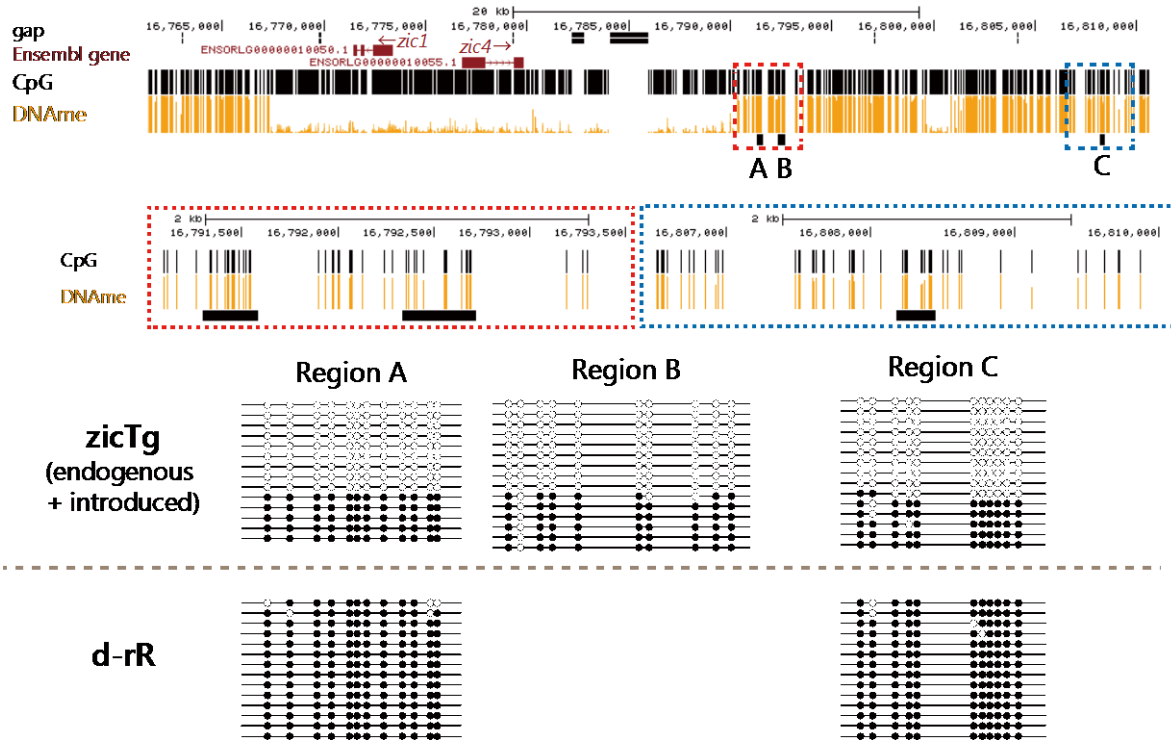 20 kb
gap 16,765,000| 16,770,000| 16,775,000| 16,780,000| 16,785,000| 16,790,000| 16,795,000| 16,800,000| 16,805,000| 16,810,000|
Ensembl gene ENSORLG00000010050.1 ←zic1 zic4→
ENSORLG00000010055.1
CpG
DNAme
A B C
2 kb 2 kb
16,791,500| 16,792,000| 16,792,500| 16,793,000| 16,793,500| 16,807,000| 16,808,000| 16,809,000| 16,810,000|
CpG
DNAme
Region A Region B Region C
zicTg
(endogenous
+ introduced)
d-rR